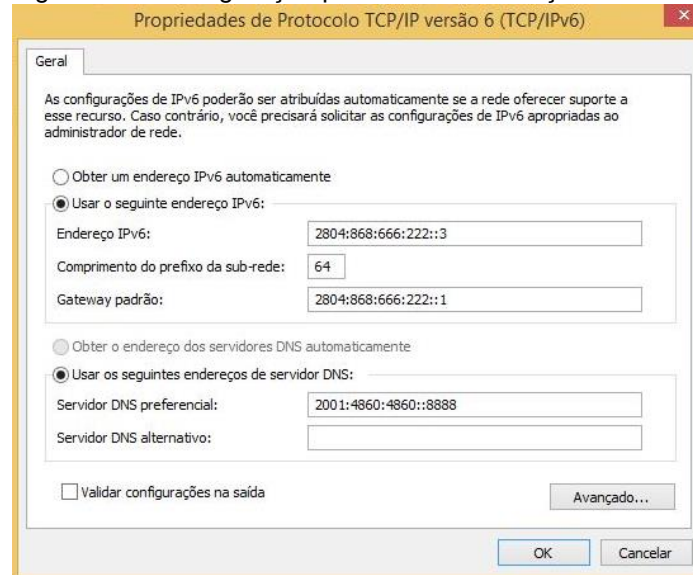 Propriedades de Protocolo TCP/IP versão 6 (TCP/IPv6)
Geral
As configurações de IPv6 poderão ser atribuídas automaticamente se a rede oferecer suporte a
esse recurso. Caso contrário, você precisará solicitar as configurações de IPv6 apropriadas ao
administrador de rede.
Obter um endereço IPv6 automaticamente
Usar o seguinte endereço IPv6:
Endereço IPv6: 2804:868:666:222::3
Comprimento do prefixo da sub-rede: 64
Gateway padrão: 2804:868:666:222::1
Obter o endereço dos servidores DNS automaticamente
Usar os seguintes endereços de servidor DNS:
Servidor DNS preferencial: 2001:4860:4860::8888
Servidor DNS alternativo:
Validar configurações na saída
Avançado...
OK Cancelar